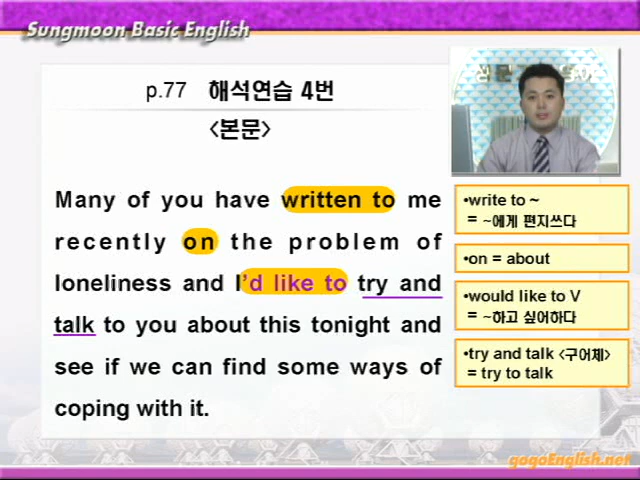 Sungmoon Basic English
p.77 해석연습 4번
<본문>
Many of you have written to me
recently on the problem of
loneliness and I'd like to try and
talk to you about this tonight and
see if we can find some ways of
coping with it.
•write to ~
= ~에게 편지쓰다
•on = about
•would like to V
= ~하고 싶어하다
•try and talk <구어체>
= try to talk
gogoEnglish.net